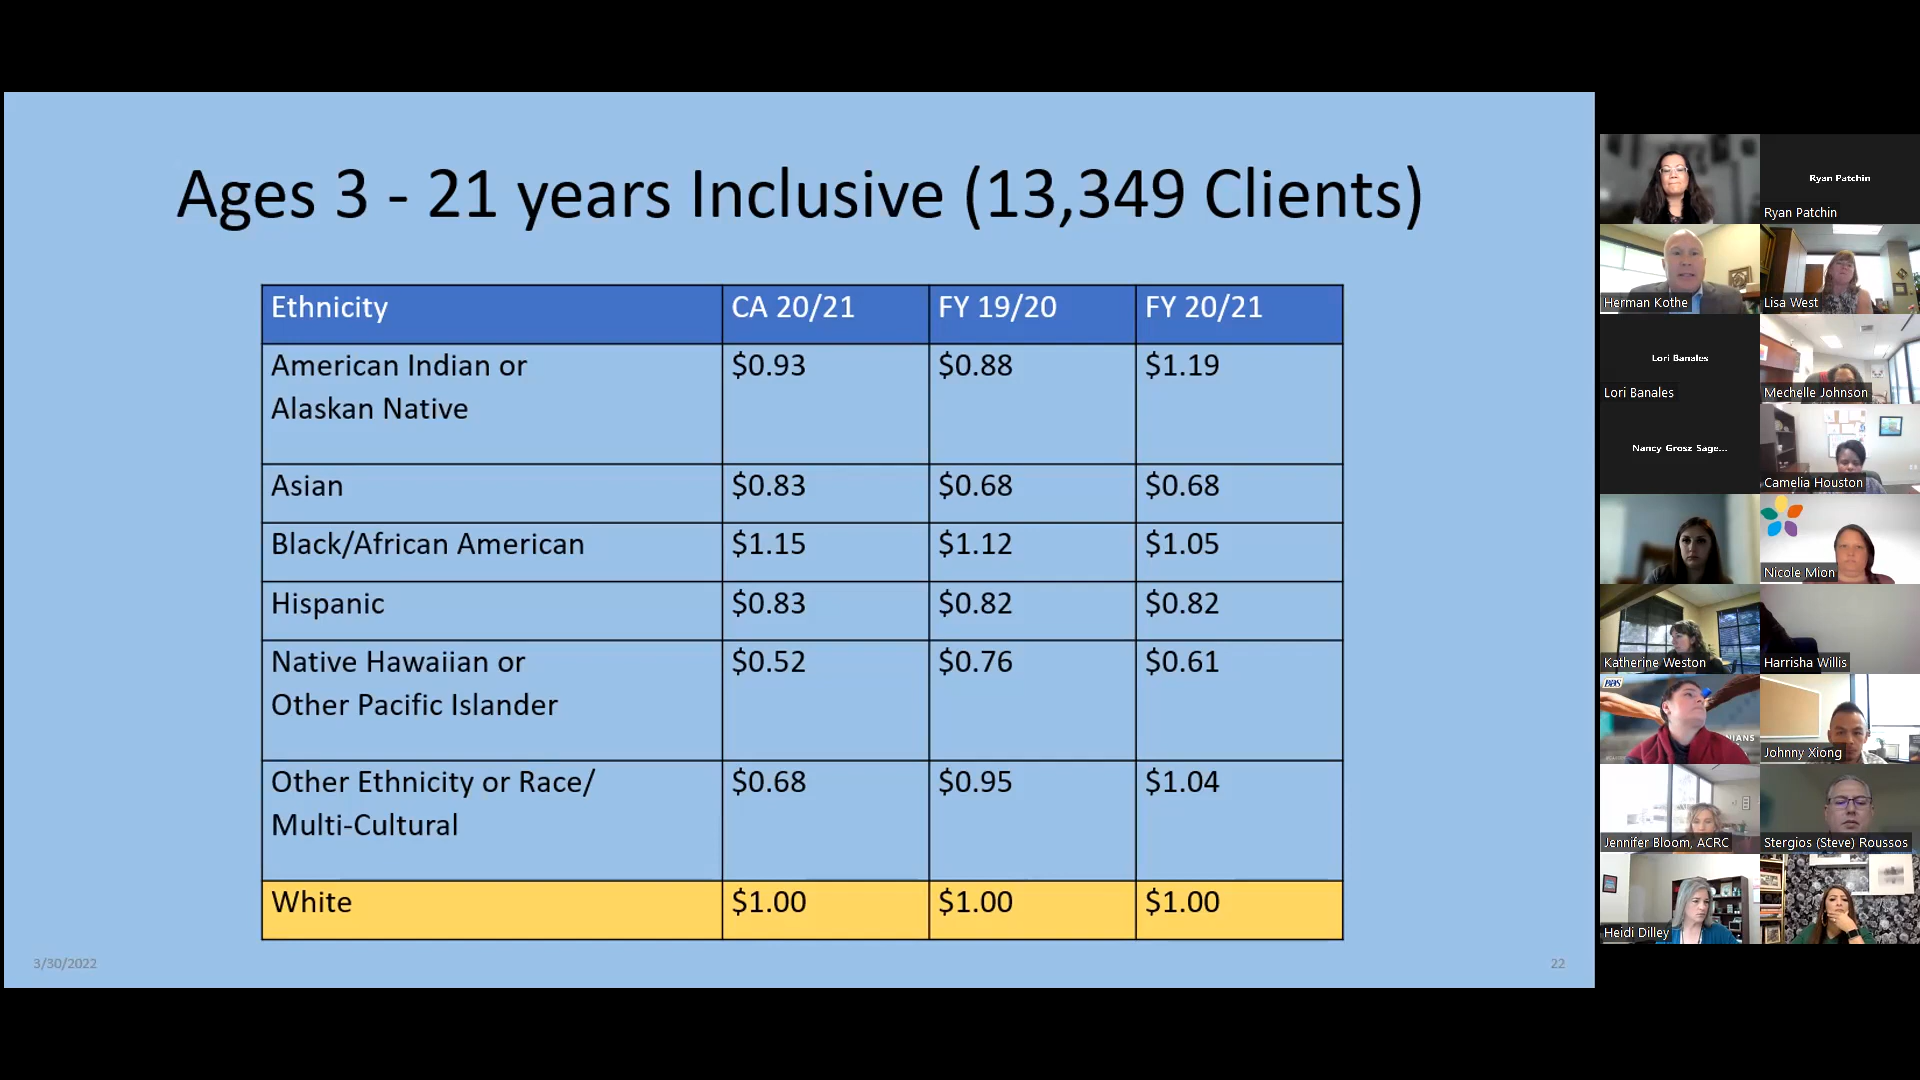 Ages 3 - 21 years Inclusive (13,349 Clients)
Ethnicity CA 20/21 FY 19/20 FY 20/21
American Indian or
Alaskan Native $0.93 $0.88 $1.19
Asian $0.83 $0.68 $0.68
Black/African American $1.15 $1.12 $1.05
Hispanic $0.83 $0.82 $0.82
Native Hawaiian or
Other Pacific Islander $0.52 $0.76 $0.61
Other Ethnicity or Race/
Multi-Cultural $0.68 $0.95 $1.04
White $1.00 $1.00 $1.00
3/30/2022
22
Ryan Patchin
Ryan Patchin
Herman Kothe
Lisa West
Lori Banales
Lori Banales
Mechelle Johnson
Nancy Grosz Sage...
Camelia Houston
Nicole Mion
Katherine Weston
Harrisha Willis
BBS
NIANS
Johnny Xiong
Jennifer Bloom, ACRC
Stergios (Steve) Roussos
Heidi Dilley